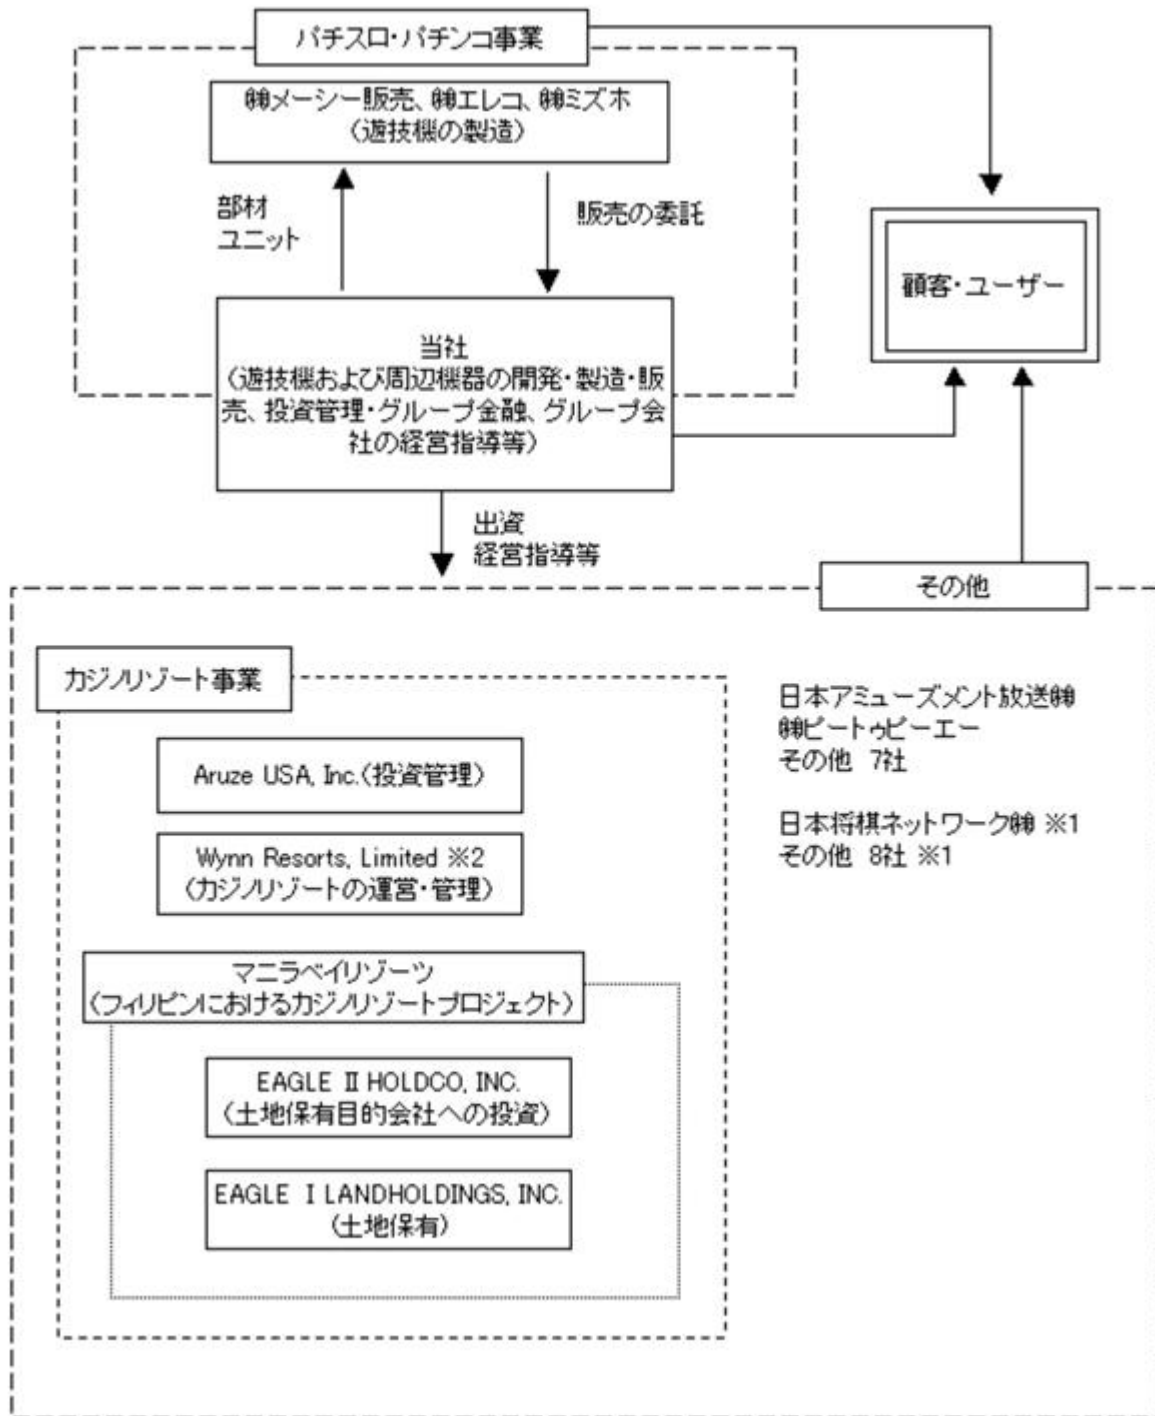 パチスロ・パチンコ事業
㈱メーシー販売、㈱エレコ、㈱ミズホ
（遊技機の製造）
部材
ユニット
販売の委託
顧客・ユーザー
当社
（遊技機および周辺機器の開発・製造・販
売、投資管理・グループ金融、グループ会
社の経営指導等）
出資
経営指導等
その他
カジノリゾート事業
Aruze USA, Inc.（投資管理）
Wynn Resorts, Limited ※2
（カジノリゾートの運営・管理）
マニラベイリゾーツ
（フィリピンにおけるカジノリゾートプロジェクト）
EAGLE Ⅱ HOLDCO, INC.
（土地保有目的会社への投資）
EAGLE Ⅰ LANDHOLDINGS, INC.
（土地保有）
日本アミューズメント放送㈱
㈱ピートゥピーエー
その他 7社
日本将棋ネットワーク㈱ ※1
その他 8社 ※1